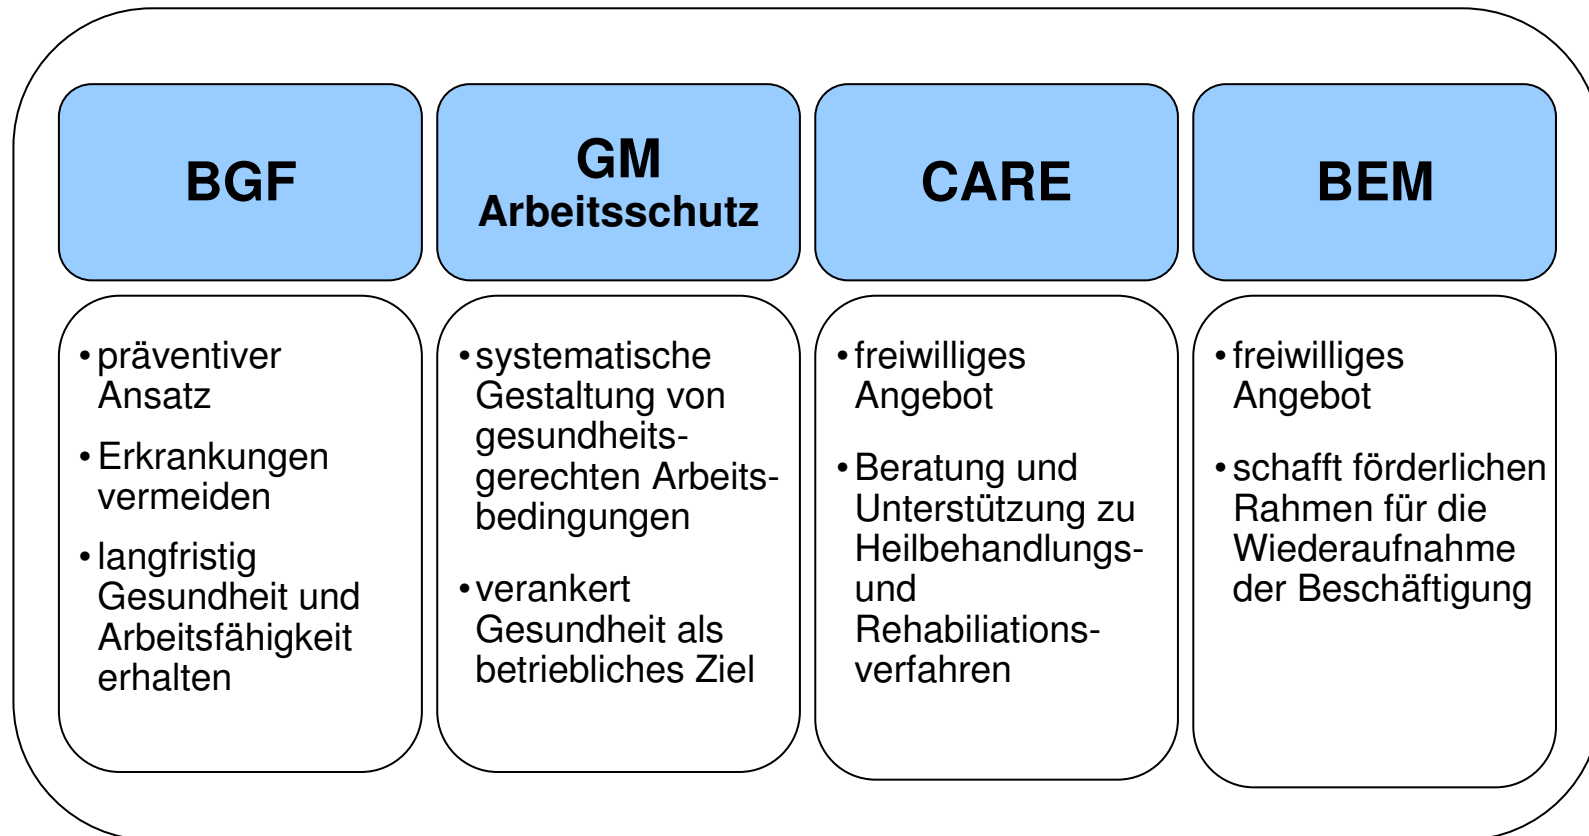 BGF
• präventiver
Ansatz
• Erkrankungen
vermeiden
• langfristig
Gesundheit und
Arbeitsfähigkeit
erhalten
GM
Arbeitsschutz
• systematische
Gestaltung von
gesundheits-
gerechten Arbeits-
bedingungen
• verankert
Gesundheit als
betriebliches Ziel
CARE
• freiwilliges
Angebot
• Beratung und
Unterstützung zu
Heilbehandlungs-
und
Rehabiliations-
verfahren
BEM
• freiwilliges
Angebot
• schafft förderlichen
Rahmen für die
Wiederaufnahme
der Beschäftigung